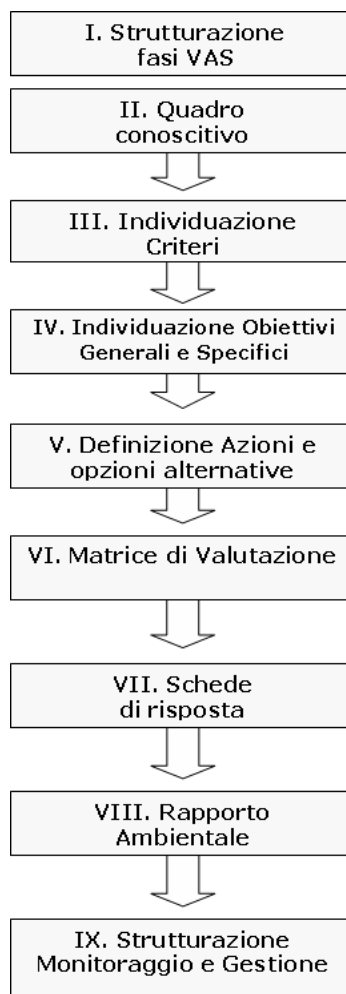 I. Strutturazione
fasi VAS
II. Quadro
conoscitivo
III. Individuazione
Criteri
IV. Individuazione Obiettivi
Generali e Specifici
V. Definizione Azioni e
opzioni alternative
VI. Matrice di Valutazione
VII. Schede
di risposta
VIII. Rapporto
Ambientale
IX. Strutturazione
Monitoraggio e Gestione